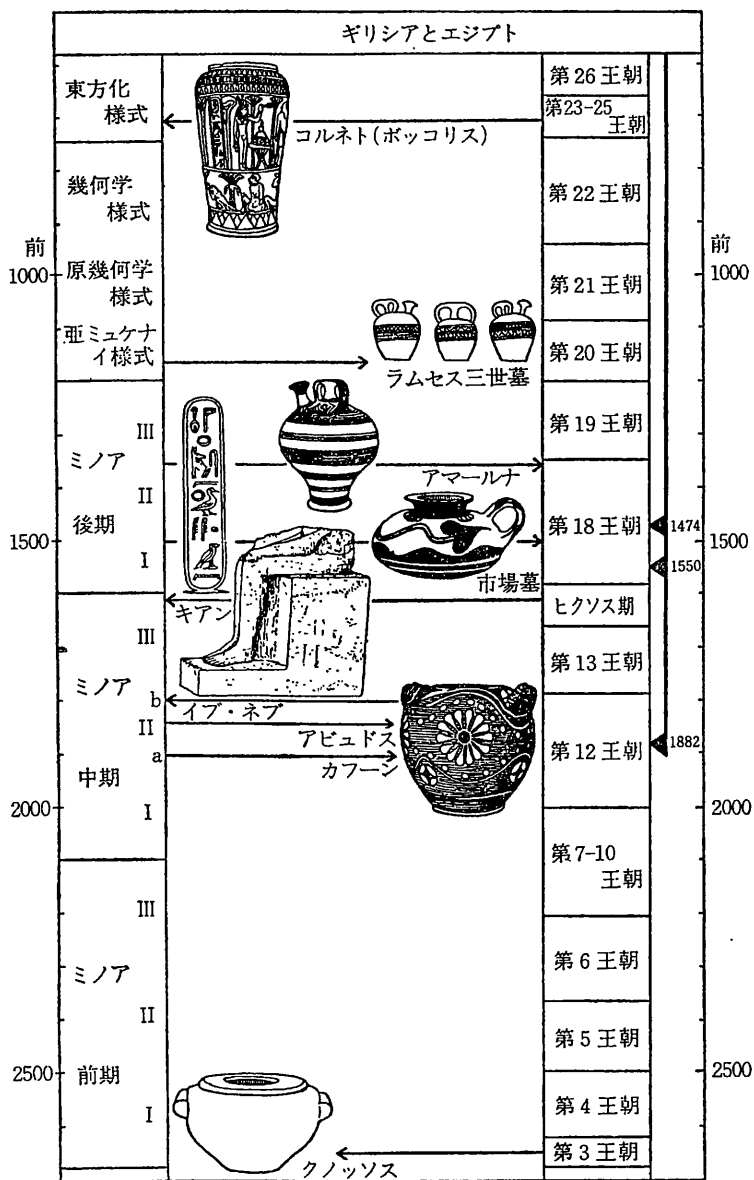 ギリシアとエジプト
東方化
様式
幾何学
様式
前
1000
原幾何学
様式
亜ミュケナ
イ様式
III
ミノア
II
後期
1500
I
III
ミノア
b
II
a
中期
2000
I
III
ミノア
II
2500
前期
I
コルネト(ボッコリス)
ラムセス三世墓
アマールナ
市場墓
キアン
イブ・ネブ
アビュドス
カフーン
クノッソス
第26王朝
第23-25
王朝
第22王朝
第21王朝
第20王朝
第19王朝
第18王朝
ヒクソス期
第13王朝
第12王朝
第7-10
王朝
第6王朝
第5王朝
第4王朝
第3王朝
1474
1550
1882
前
1000
1500
2000
2500